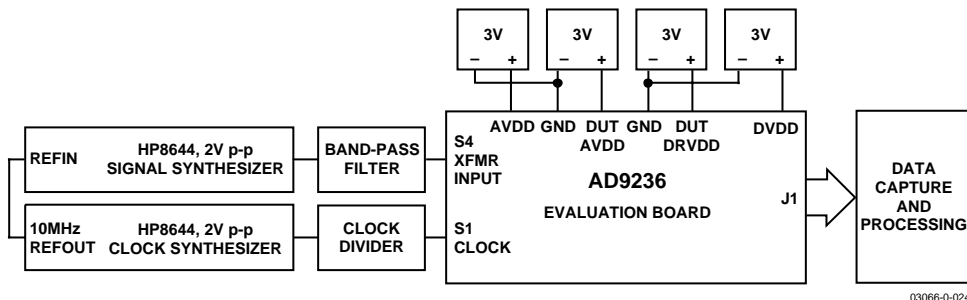 3V 3V 3V 3V
– + – + – + – +
AVDD GND DUT AVDD GND DUT DRVDD DVDD
REFIN
HP8644, 2V p-p
SIGNAL SYNTHESIZER
BAND-PASS
FILTER
S4
XFMR
INPUT
AD9236
EVALUATION BOARD
J1
DATA
CAPTURE
AND
PROCESSING
10MHz
REFOUT
HP8644, 2V p-p
CLOCK SYNTHESIZER
CLOCK
DIVIDER
S1
CLOCK
03066-0-024